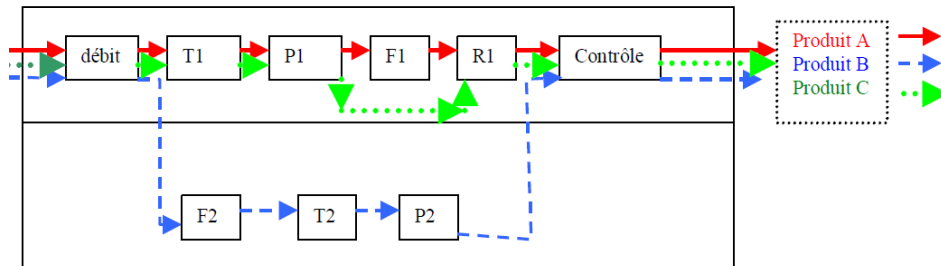 débit T1 P1 F1 R1 Contrôle
Produit A
Produit B
Produit C
F2 T2 P2